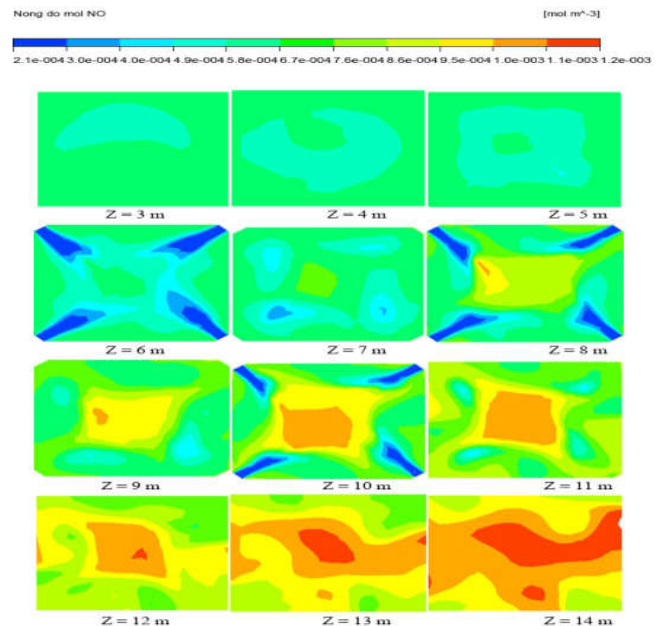 Nong do mol NO [mol m^-3]
2.1e-004 3.0e-004 4.0e-004 4.9e-004 5.8e-004 6.7e-004 7.6e-004 8.6e-004 9.5e-004 1.0e-003 1.1e-003 1.2e-003
Z = 3 m Z = 4 m Z = 5 m
Z = 6 m Z = 7 m Z = 8 m
Z = 9 m Z = 10 m Z = 11 m
Z = 12 m Z = 13 m Z = 14 m